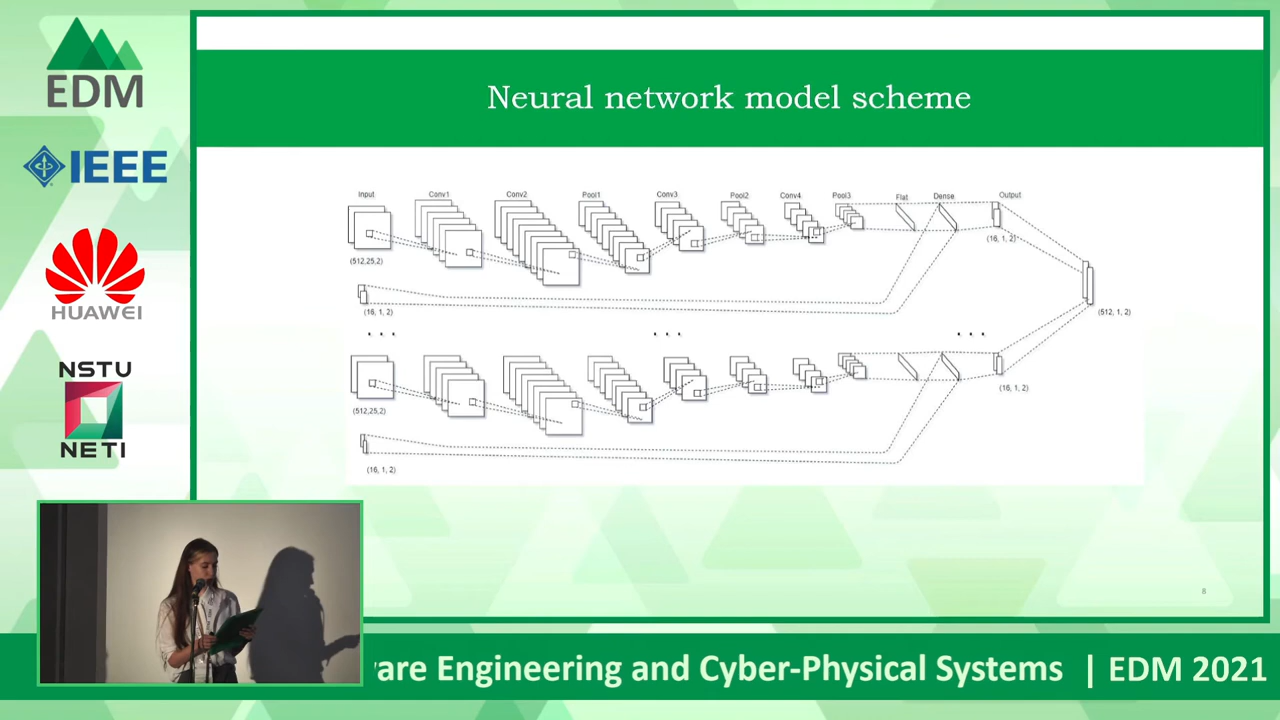 EDM
IEEE
HUAWEI
NSTU
NETI
Neural network model scheme
Input Conv1 Conv2 Pool1 Conv3 Pool2 Conv4 Pool3 Flat Dense Output
(512,25,2)
(16, 1, 2)
(16, 1, 2)
(512, 1, 2)
. . . . . . . . .
(512,25,2)
(16, 1, 2)
(16, 1, 2)
8
ware Engineering and Cyber-Physical Systems | EDM 2021